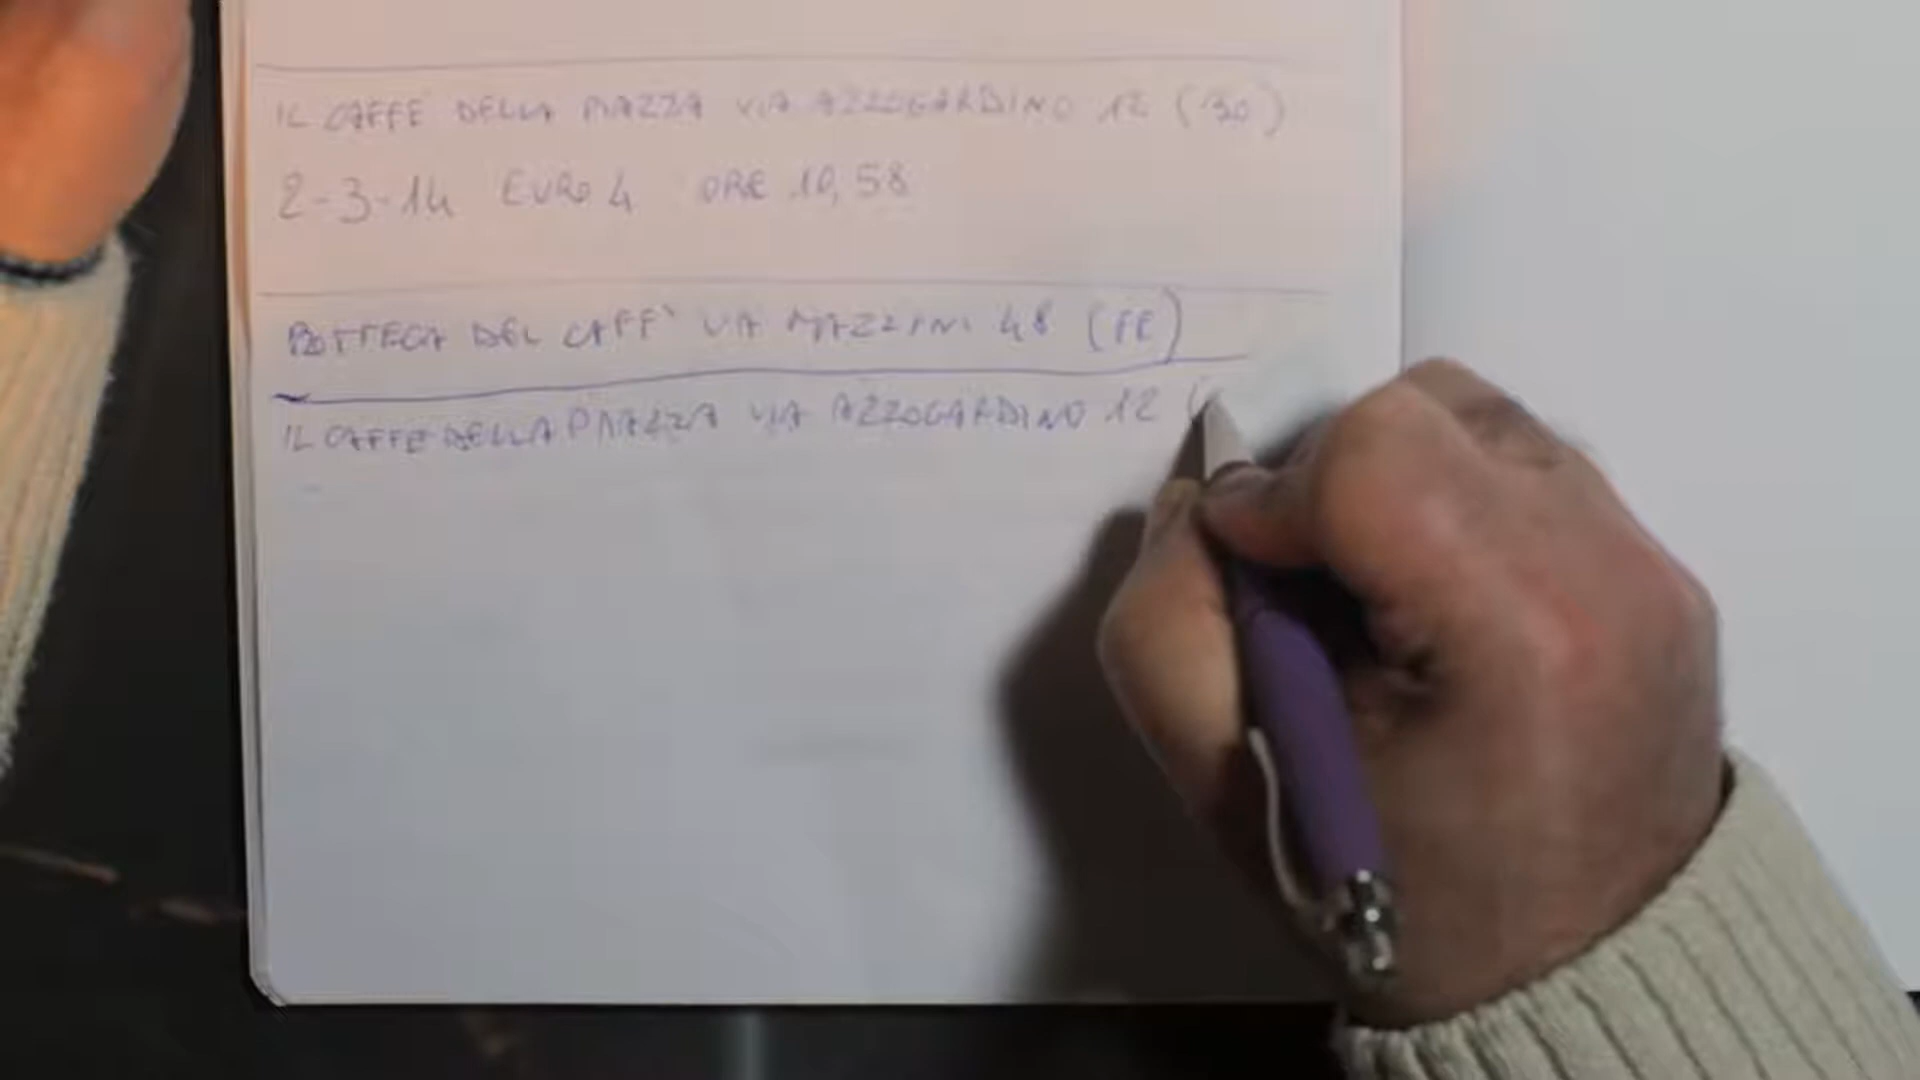 IL CAFFE DELLA PIAZZA VIA AZZOGARDINO 12 (BO)
2-3-14 EURO 4 ORE 10,58
BOTTEGA DEL CAFF' VIA MAZZINI 48 (FE)
IL CAFFE DELLA PIAZZA VIA AZZOGARDINO 12 (